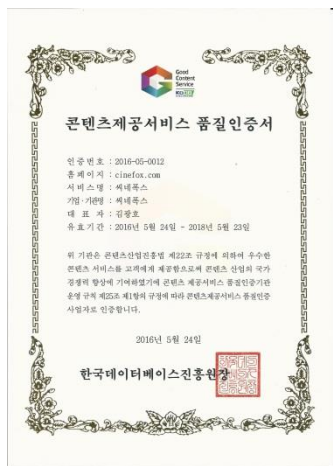 Good
Content
Service
콘텐츠제공서비스 품질인증서
인증번호 : 2016-05-0012
홈페이지 : cinefox.com
서비스명 : 씨네폭스
기업·기관명 : 씨네폭스
대표자 : 김광호
유효기간 : 2016년 5월 24일 - 2018년 5월 23일
위 기관은 콘텐츠산업진흥법 제22조 규정에 의하여 우수한
콘텐츠 서비스를 고객에게 제공함으로써 콘텐츠 산업의 국가
경쟁력 향상에 기여하였기에 콘텐츠 제공서비스 품질인증기관
운영 규칙 제25조 제1항의 규정에 따라 콘텐츠제공서비스 품질인증
사업자로 인증합니다.
2016년 5월 24일
한국데이터베이스진흥원장